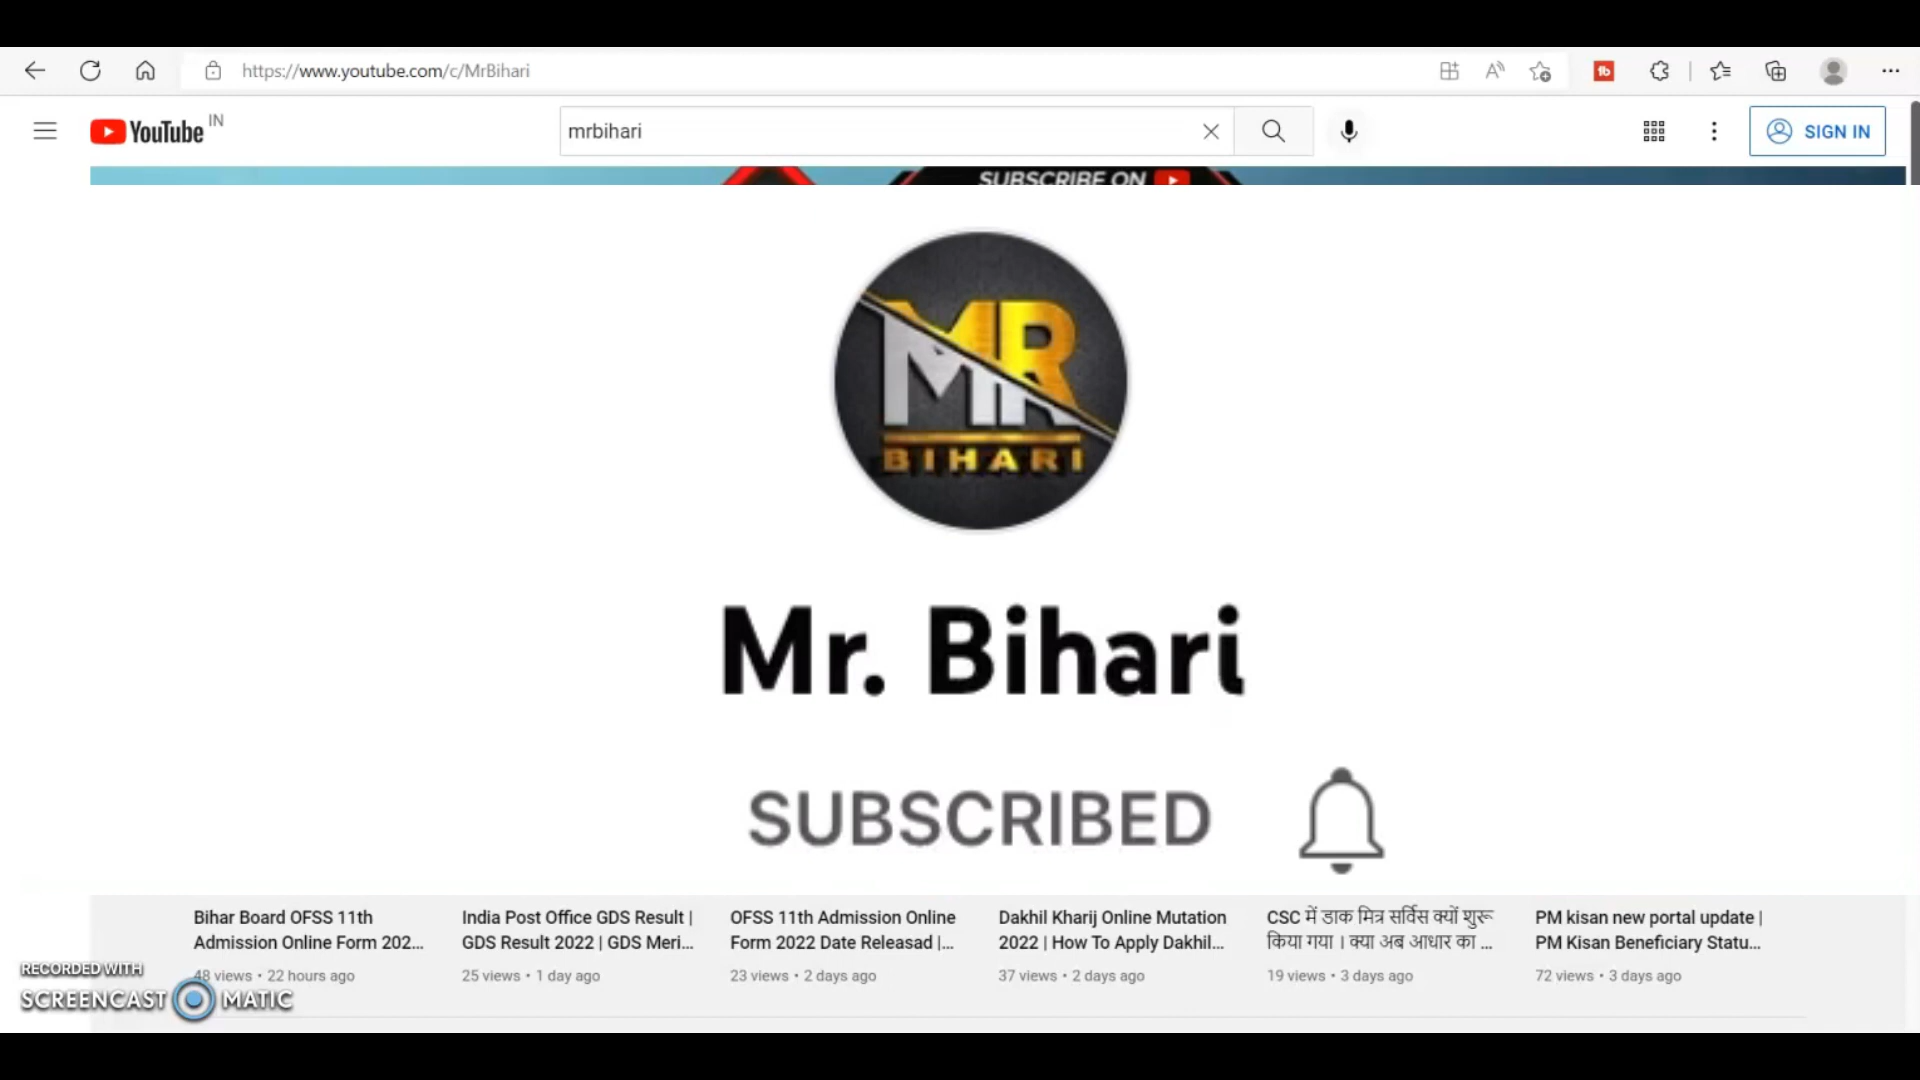 https://www.youtube.com/c/MrBihari
YouTube IN
mrbihari
SIGN IN
SUBSCRIBE ON
MR
BIHARI
Mr. Bihari
SUBSCRIBED
Bihar Board OFSS 11th
Admission Online Form 202...
48 views • 22 hours ago
India Post Office GDS Result |
GDS Result 2022 | GDS Meri...
25 views • 1 day ago
OFSS 11th Admission Online
Form 2022 Date Releasad |...
23 views • 2 days ago
Dakhil Kharij Online Mutation
2022 | How To Apply Dakhil...
37 views • 2 days ago
CSC में डाक मित्र सर्विस क्यों शुरू
किया गया । क्या अब आधार का ...
19 views • 3 days ago
PM kisan new portal update |
PM Kisan Beneficiary Statu...
72 views • 3 days ago
RECORDED WITH
SCREENCAST MATIC